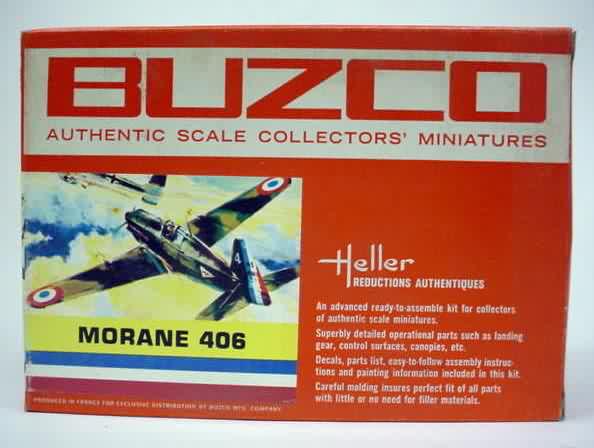 BUZCO
AUTHENTIC SCALE COLLECTORS' MINIATURES
4
MORANE 406
Heller
REDUCTIONS AUTHENTIQUES
An advanced ready-to-assemble kit for collectors
of authentic scale miniatures.
Superbly detailed operational parts such as landing
gear, control surfaces, canopies, etc.
Decals, parts list, easy-to-follow assembly instruc-
tions and painting information included in this kit.
Careful molding insures perfect fit of all parts
with little or no need for filler materials.
PRODUCED IN FRANCE FOR EXCLUSIVE DISTRIBUTION BY BUZCO MFG. COMPANY